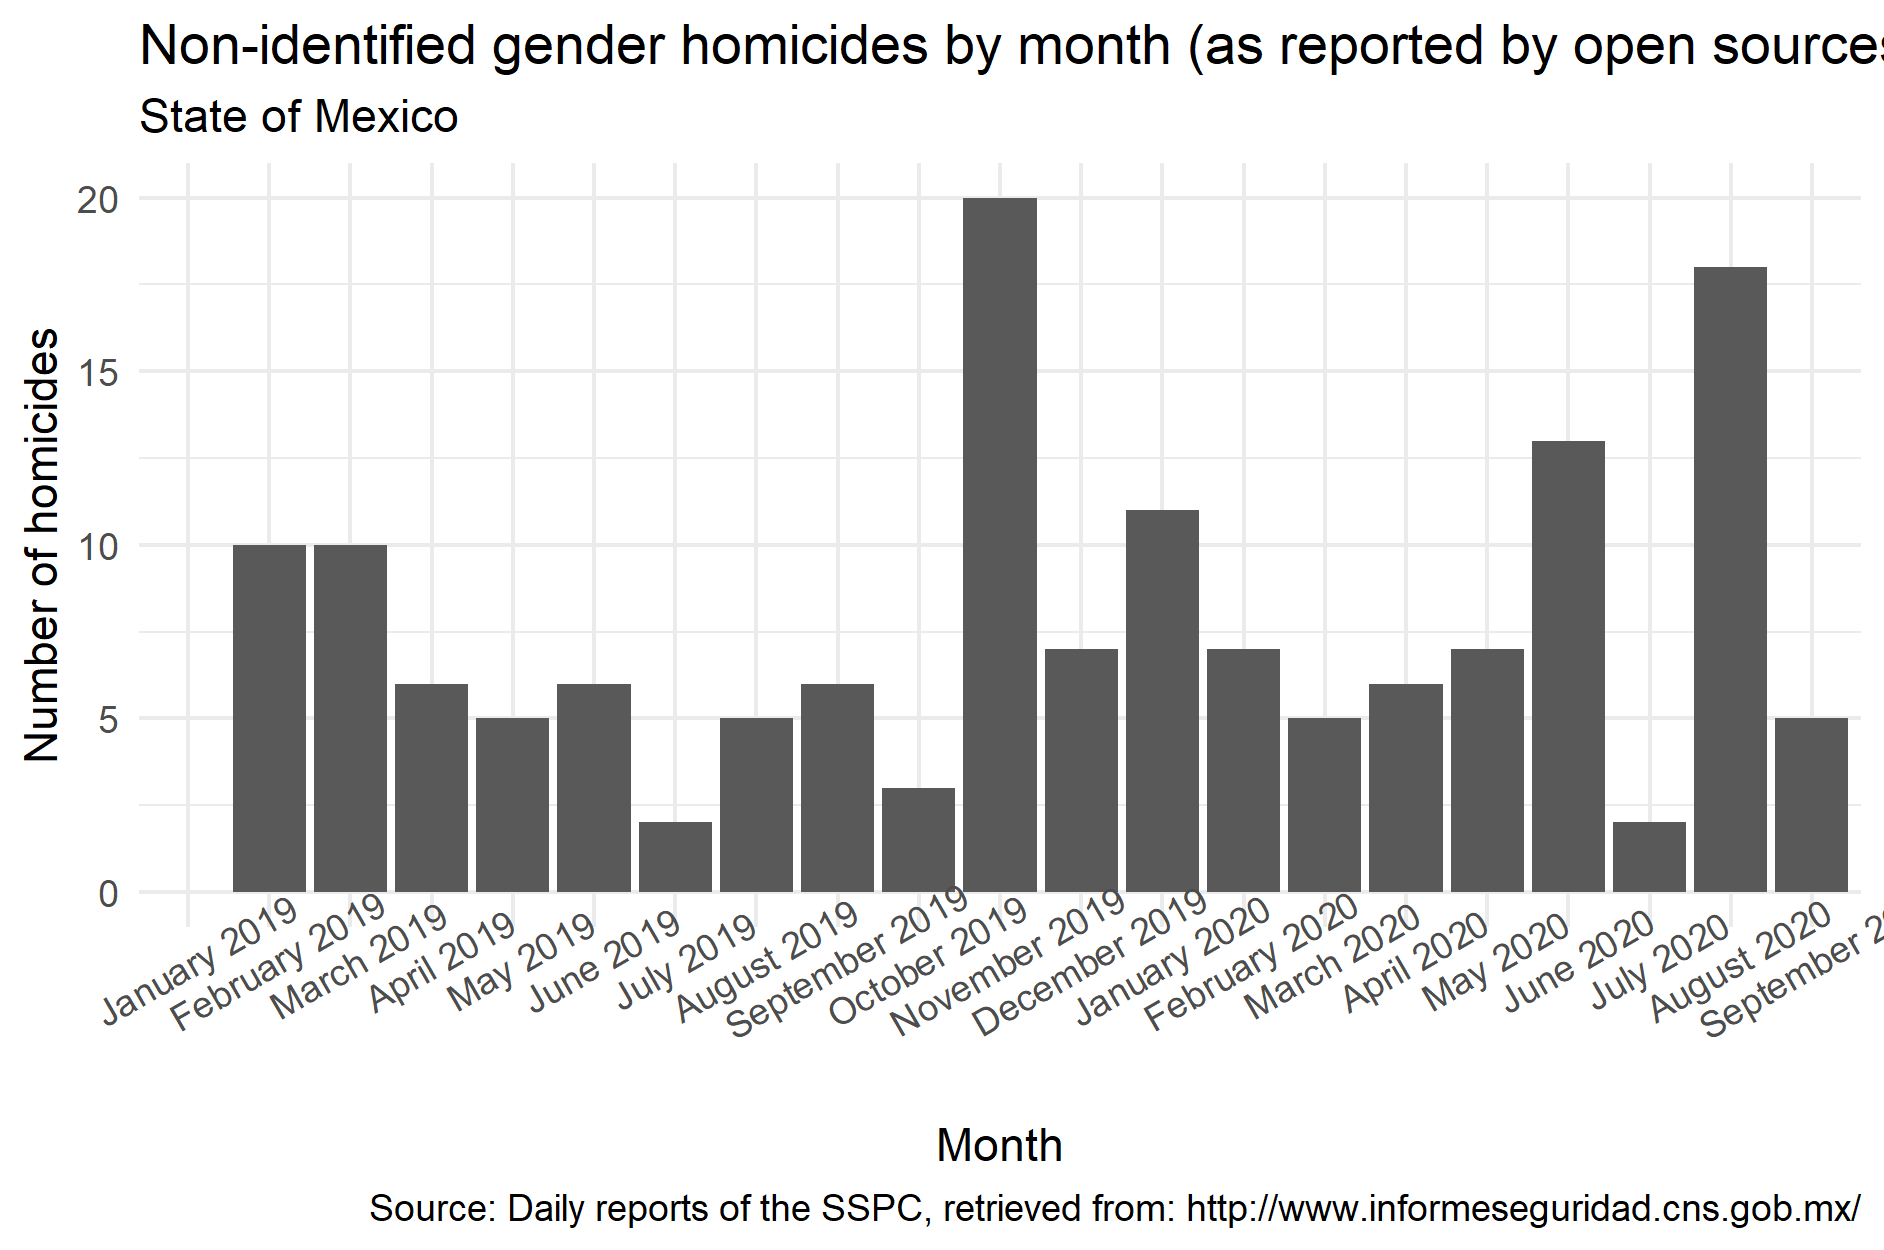 Non-identified gender homicides by month (as reported by open sources
State of Mexico
Number of homicides
20
15
10
5
0
January 2019
February 2019
March 2019
April 2019
May 2019
June 2019
July 2019
August 2019
September 2019
October 2019
November 2019
December 2019
January 2020
February 2020
March 2020
April 2020
May 2020
June 2020
July 2020
August 2020
September 2
Month
Source: Daily reports of the SSPC, retrieved from: http://www.informeseguridad.cns.gob.mx/